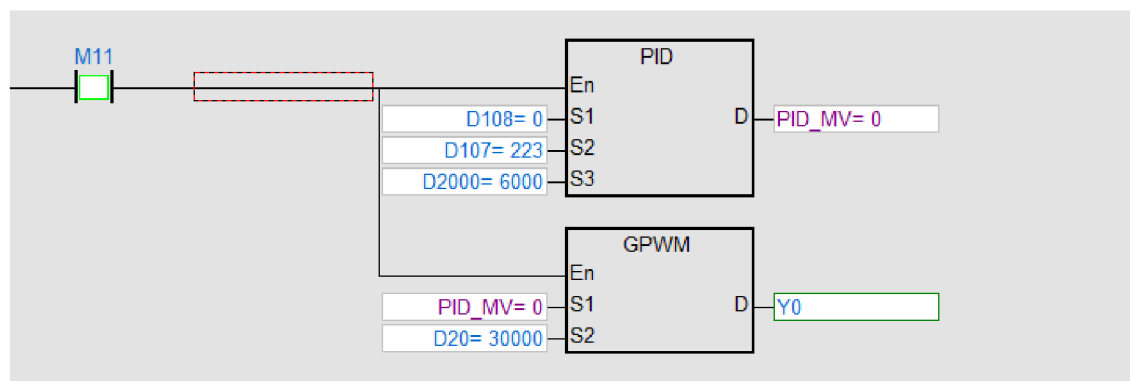 M11
PID
En
D108= 0 S1 D PID_MV= 0
D107= 223 S2
D2000= 6000 S3
GPWM
En
PID_MV= 0 S1 D Y0
D20= 30000 S2